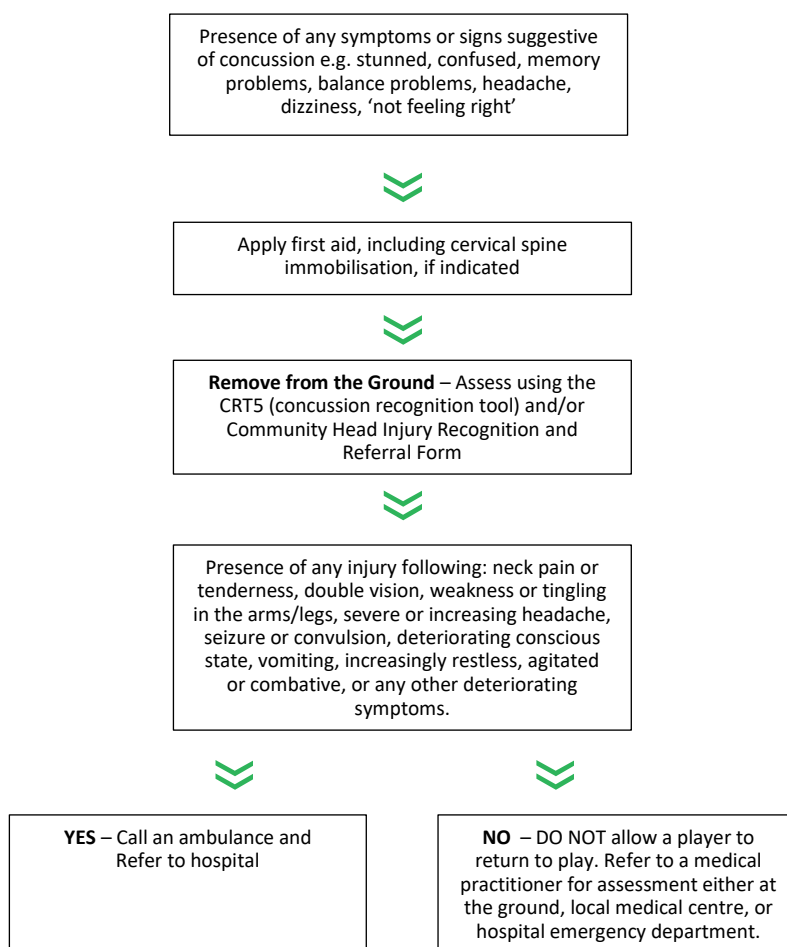 Presence of any symptoms or signs suggestive
of concussion e.g. stunned, confused, memory
problems, balance problems, headache,
dizziness, ‘not feeling right’
Apply first aid, including cervical spine
immobilisation, if indicated
Remove from the Ground – Assess using the
CRT5 (concussion recognition tool) and/or
Community Head Injury Recognition and
Referral Form
Presence of any injury following: neck pain or
tenderness, double vision, weakness or tingling
in the arms/legs, severe or increasing headache,
seizure or convulsion, deteriorating conscious
state, vomiting, increasingly restless, agitated
or combative, or any other deteriorating
symptoms.
YES – Call an ambulance and
Refer to hospital
NO – DO NOT allow a player to
return to play. Refer to a medical
practitioner for assessment either at
the ground, local medical centre, or
hospital emergency department.